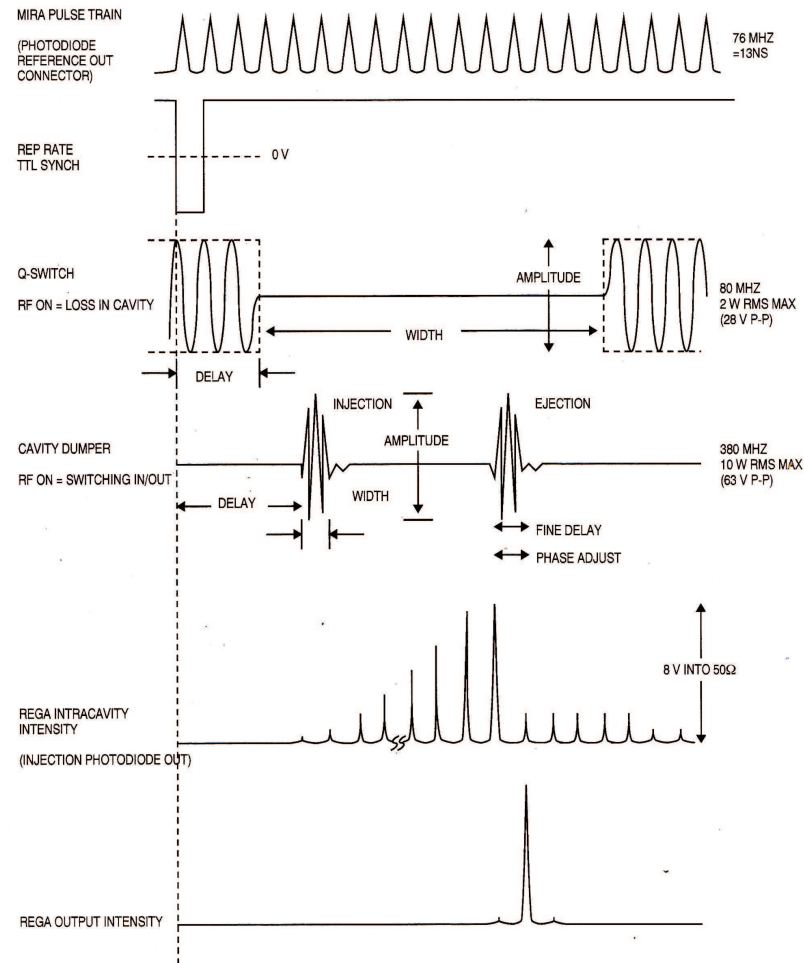 MIRA PULSE TRAIN
(PHOTODIODE
REFERENCE OUT
CONNECTOR)
76 MHZ
=13NS
REP RATE
TTL SYNCH
0 V
Q-SWITCH
RF ON = LOSS IN CAVITY
AMPLITUDE
WIDTH
DELAY
80 MHZ
2 W RMS MAX
(28 V P-P)
CAVITY DUMPER
RF ON = SWITCHING IN/OUT
INJECTION
EJECTION
AMPLITUDE
DELAY
WIDTH
FINE DELAY
PHASE ADJUST
380 MHZ
10 W RMS MAX
(63 V P-P)
8 V INTO 50Ω
REGA INTRACAVITY
INTENSITY
(INJECTION PHOTODIODE OUT)
REGA OUTPUT INTENSITY